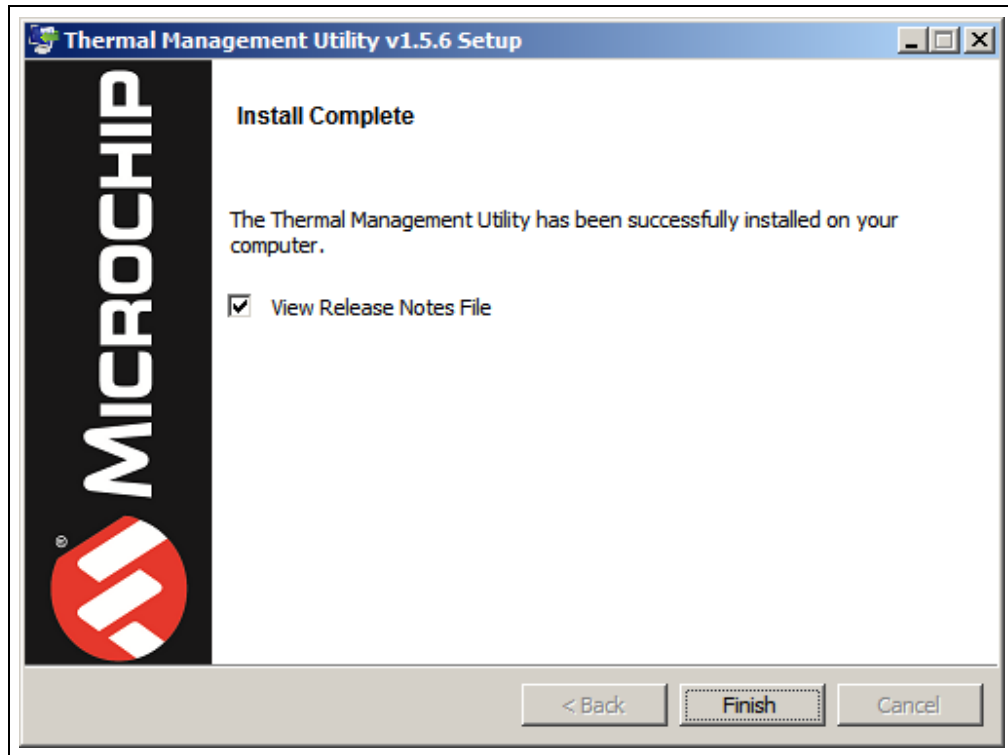 Thermal Management Utility v1.5.6 Setup
MICROCHIP
®
Install Complete
The Thermal Management Utility has been successfully installed on your
computer.
View Release Notes File
< Back
Finish
Cancel